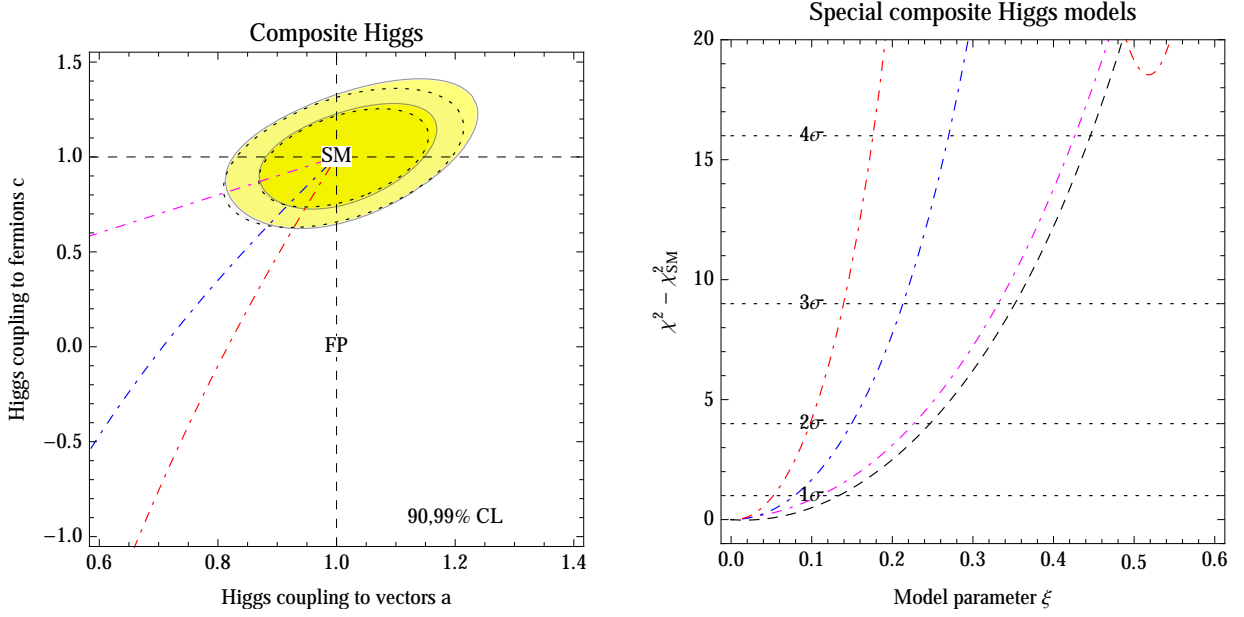 Composite Higgs
Higgs coupling to fermions c
1.5
1.0
0.5
0.0
−0.5
−1.0
SM
FP
90,99% CL
0.6
0.8
1.0
1.2
1.4
Higgs coupling to vectors a
Special composite Higgs models
χ² − χ²SM
20
15
10
5
0
4σ
3σ
2σ
1σ
0.0
0.1
0.2
0.3
0.4
0.5
0.6
Model parameter ξ